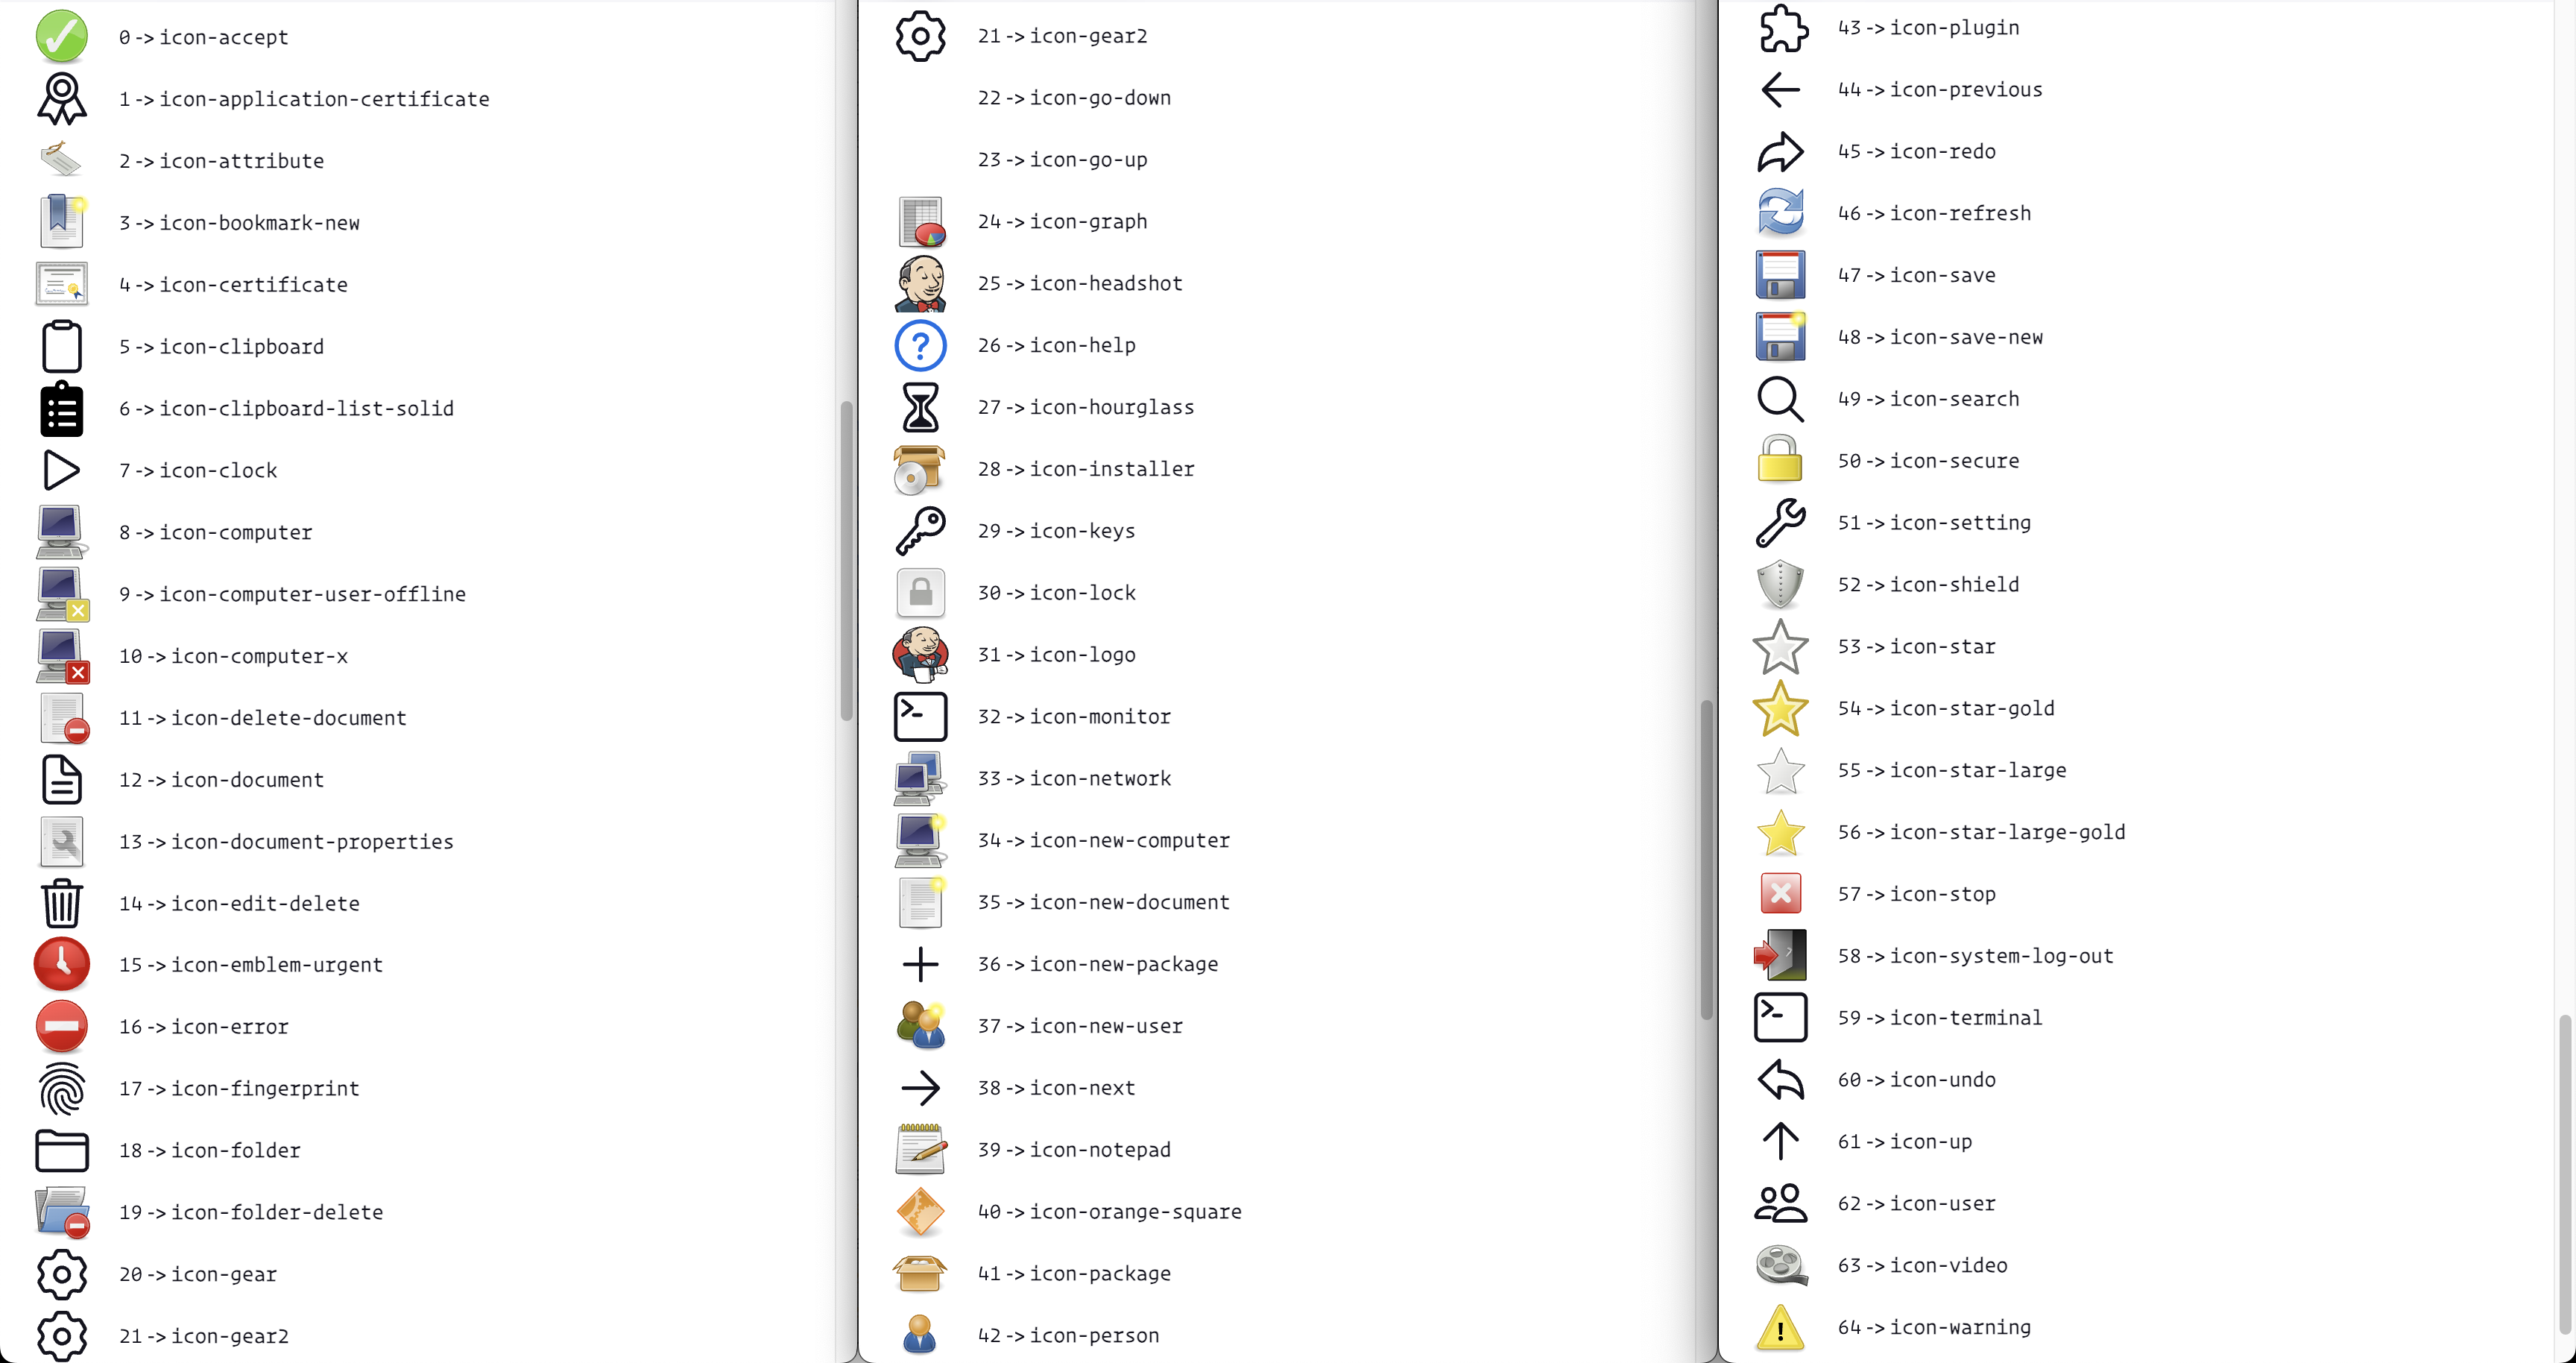 0 -> icon-accept
1 -> icon-application-certificate
2 -> icon-attribute
3 -> icon-bookmark-new
4 -> icon-certificate
5 -> icon-clipboard
6 -> icon-clipboard-list-solid
7 -> icon-clock
8 -> icon-computer
9 -> icon-computer-user-offline
10 -> icon-computer-x
11 -> icon-delete-document
12 -> icon-document
13 -> icon-document-properties
14 -> icon-edit-delete
15 -> icon-emblem-urgent
16 -> icon-error
17 -> icon-fingerprint
18 -> icon-folder
19 -> icon-folder-delete
20 -> icon-gear
21 -> icon-gear2
21 -> icon-gear2
22 -> icon-go-down
23 -> icon-go-up
24 -> icon-graph
25 -> icon-headshot
26 -> icon-help
27 -> icon-hourglass
28 -> icon-installer
29 -> icon-keys
30 -> icon-lock
31 -> icon-logo
32 -> icon-monitor
33 -> icon-network
34 -> icon-new-computer
35 -> icon-new-document
36 -> icon-new-package
37 -> icon-new-user
38 -> icon-next
39 -> icon-notepad
40 -> icon-orange-square
41 -> icon-package
42 -> icon-person
43 -> icon-plugin
44 -> icon-previous
45 -> icon-redo
46 -> icon-refresh
47 -> icon-save
48 -> icon-save-new
49 -> icon-search
50 -> icon-secure
51 -> icon-setting
52 -> icon-shield
53 -> icon-star
54 -> icon-star-gold
55 -> icon-star-large
56 -> icon-star-large-gold
57 -> icon-stop
58 -> icon-system-log-out
59 -> icon-terminal
60 -> icon-undo
61 -> icon-up
62 -> icon-user
63 -> icon-video
64 -> icon-warning